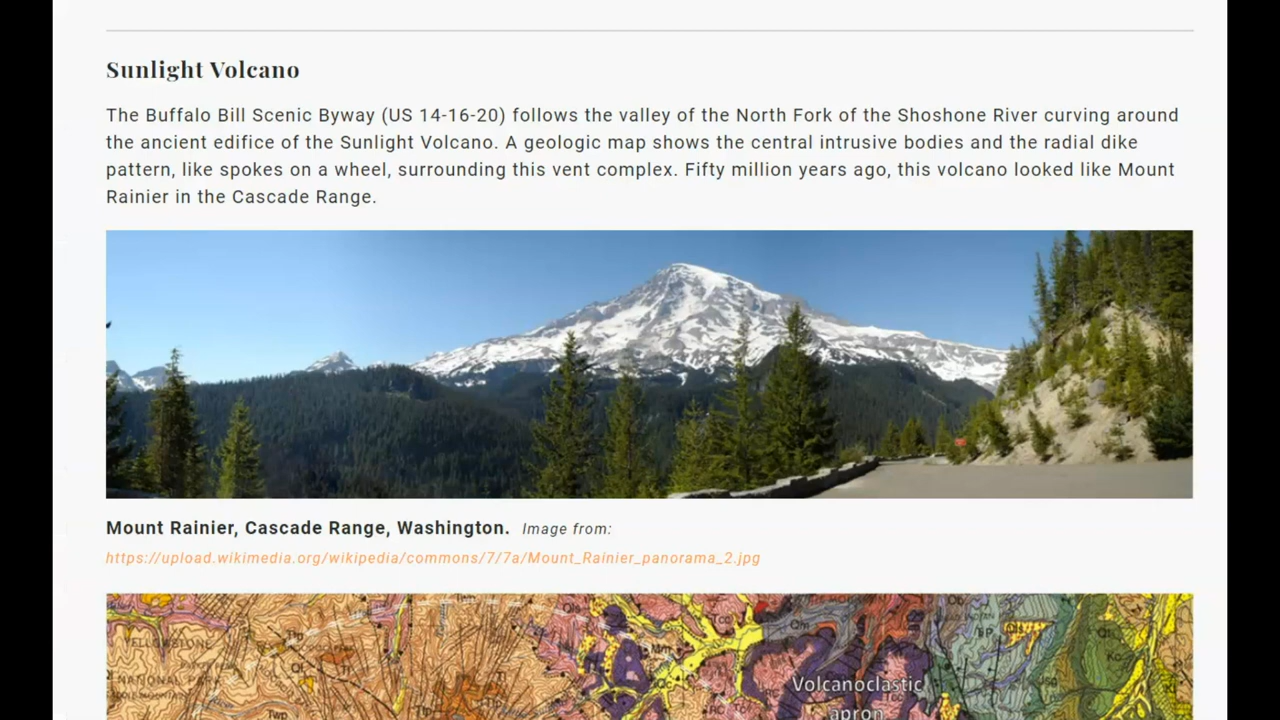 Sunlight Volcano
The Buffalo Bill Scenic Byway (US 14-16-20) follows the valley of the North Fork of the Shoshone River curving around
the ancient edifice of the Sunlight Volcano. A geologic map shows the central intrusive bodies and the radial dike
pattern, like spokes on a wheel, surrounding this vent complex. Fifty million years ago, this volcano looked like Mount
Rainier in the Cascade Range.
Mount Rainier, Cascade Range, Washington. Image from:
https://upload.wikimedia.org/wikipedia/commons/7/7a/Mount_Rainier_panorama_2.jpg
YELLOWSTONE
NATIONAL PARK
Volcanoclastic
apron